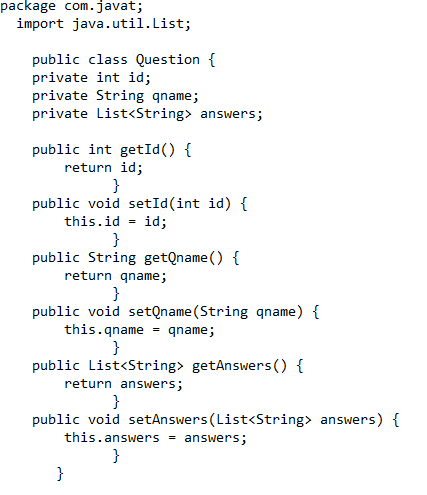 package com.javat;
import java.util.List;
public class Question {
private int id;
private String qname;
private List<String> answers;
public int getId() {
return id;
}
public void setId(int id) {
this.id = id;
}
public String getQname() {
return qname;
}
public void setQname(String qname) {
this.qname = qname;
}
public List<String> getAnswers() {
return answers;
}
public void setAnswers(List<String> answers) {
this.answers = answers;
}
}